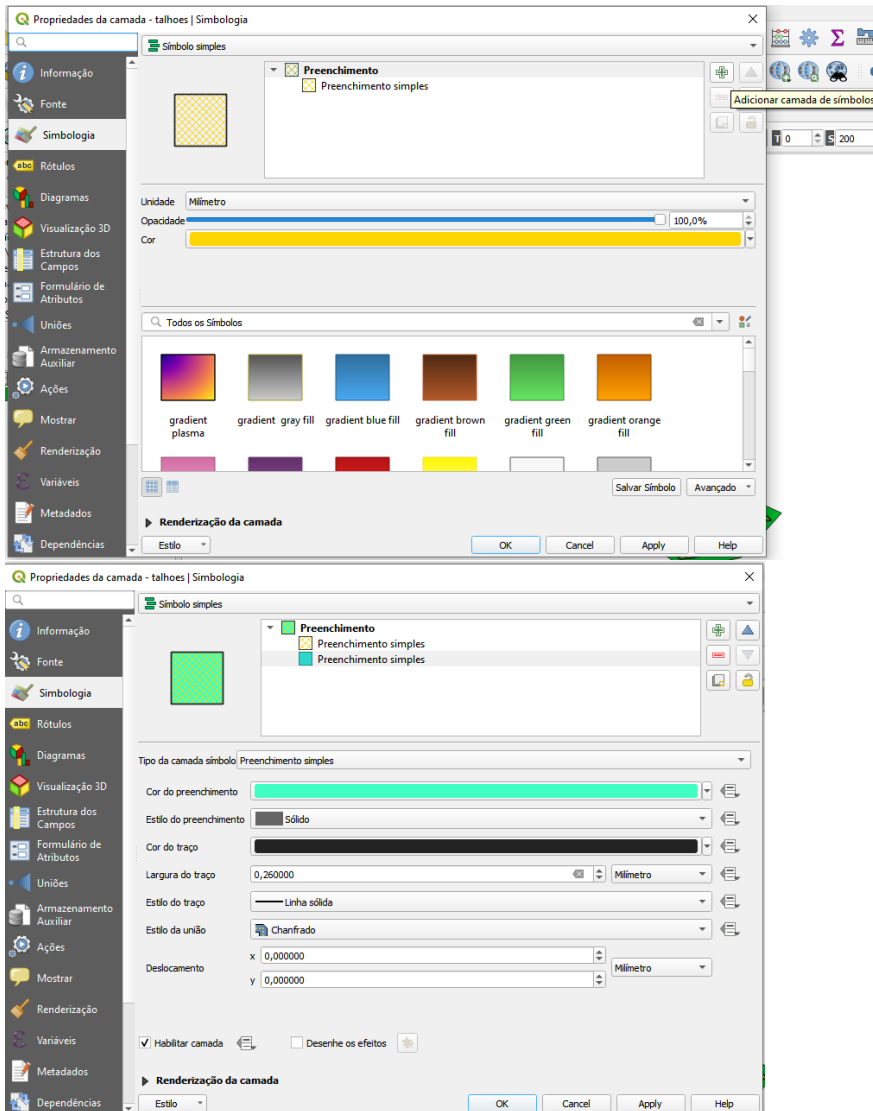 Propriedades da camada - talhoes | Simbologia
Símbolo simples
Informação
Fonte
Simbologia
abc Rótulos
Diagramas
Visualização 3D
Estrutura dos
Campos
Formulário de
Atributos
Uniões
Armazenamento
Auxiliar
Ações
Mostrar
Renderização
Variáveis
Metadados
Dependências
Preenchimento
Preenchimento simples
Adicionar camada de símbolos
T 0
S 200
Unidade Milímetro
Opacidade 100,0%
Cor
Todos os Símbolos
gradient
plasma
gradient gray fill
gradient blue fill
gradient brown
fill
gradient green
fill
gradient orange
fill
Salvar Símbolo
Avançado
Renderização da camada
Estilo
OK
Cancel
Apply
Help
Propriedades da camada - talhoes | Simbologia
Símbolo simples
Informação
Fonte
Simbologia
abc Rótulos
Diagramas
Visualização 3D
Estrutura dos
Campos
Formulário de
Atributos
Uniões
Armazenamento
Auxiliar
Ações
Mostrar
Renderização
Variáveis
Metadados
Dependências
Preenchimento
Preenchimento simples
Preenchimento simples
Tipo da camada símbolo Preenchimento simples
Cor do preenchimento
Estilo do preenchimento Sólido
Cor do traço
Largura do traço 0,260000 Milímetro
Estilo do traço Linha sólida
Estilo da união Chanfrado
Deslocamento
x 0,000000
y 0,000000
Milímetro
Habilitar camada
Desenhe os efeitos
Renderização da camada
Estilo
OK
Cancel
Apply
Help